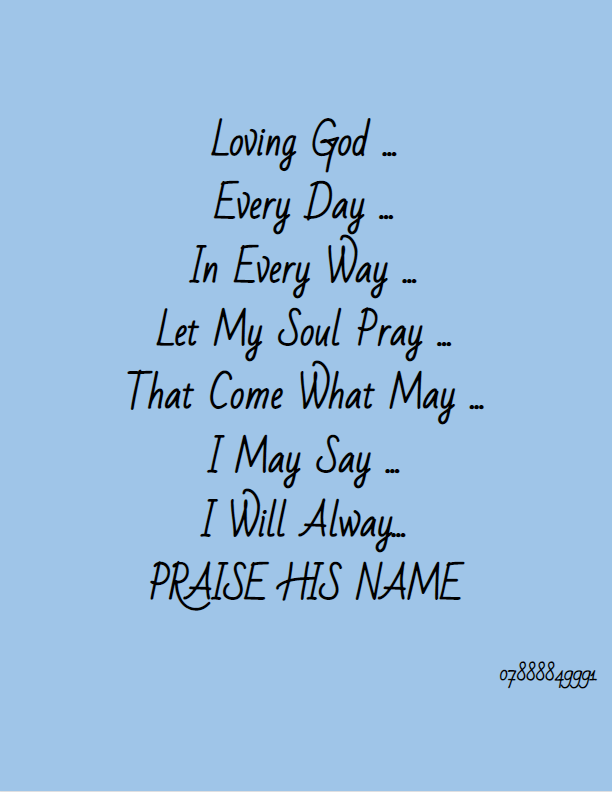 Loving God ...
Every Day ...
In Every Way ...
Let My Soul Pray ...
That Come What May ...
I May Say ...
I Will Alway...
PRAISE HIS NAME
0788849991